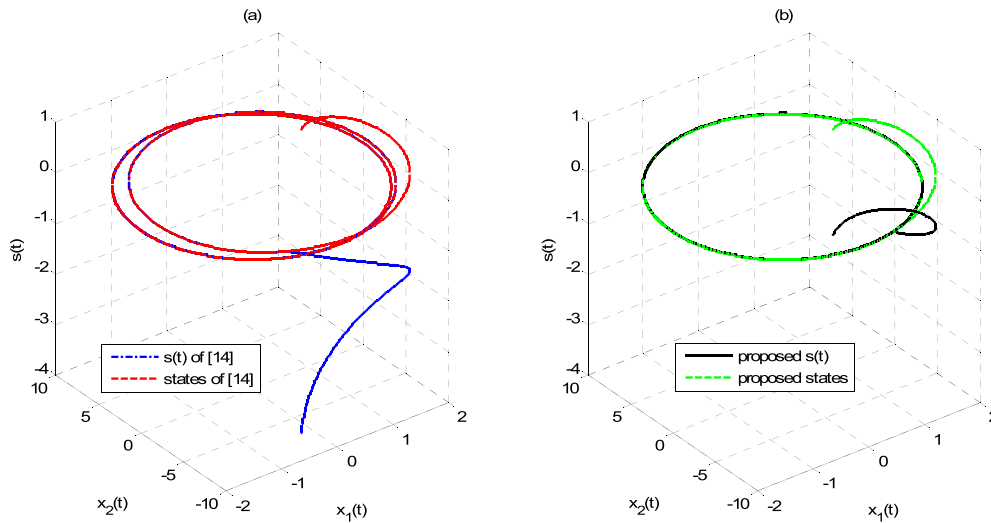 (a)
1
0
-1
-2
-3
-4
s(t)
10
5
0
-5
-10
x2(t)
-2
-1
0
1
2
x1(t)
s(t) of [14]
states of [14]
(b)
1
0
-1
-2
-3
-4
s(t)
10
5
0
-5
-10
x2(t)
-2
-1
0
1
2
x1(t)
proposed s(t)
proposed states